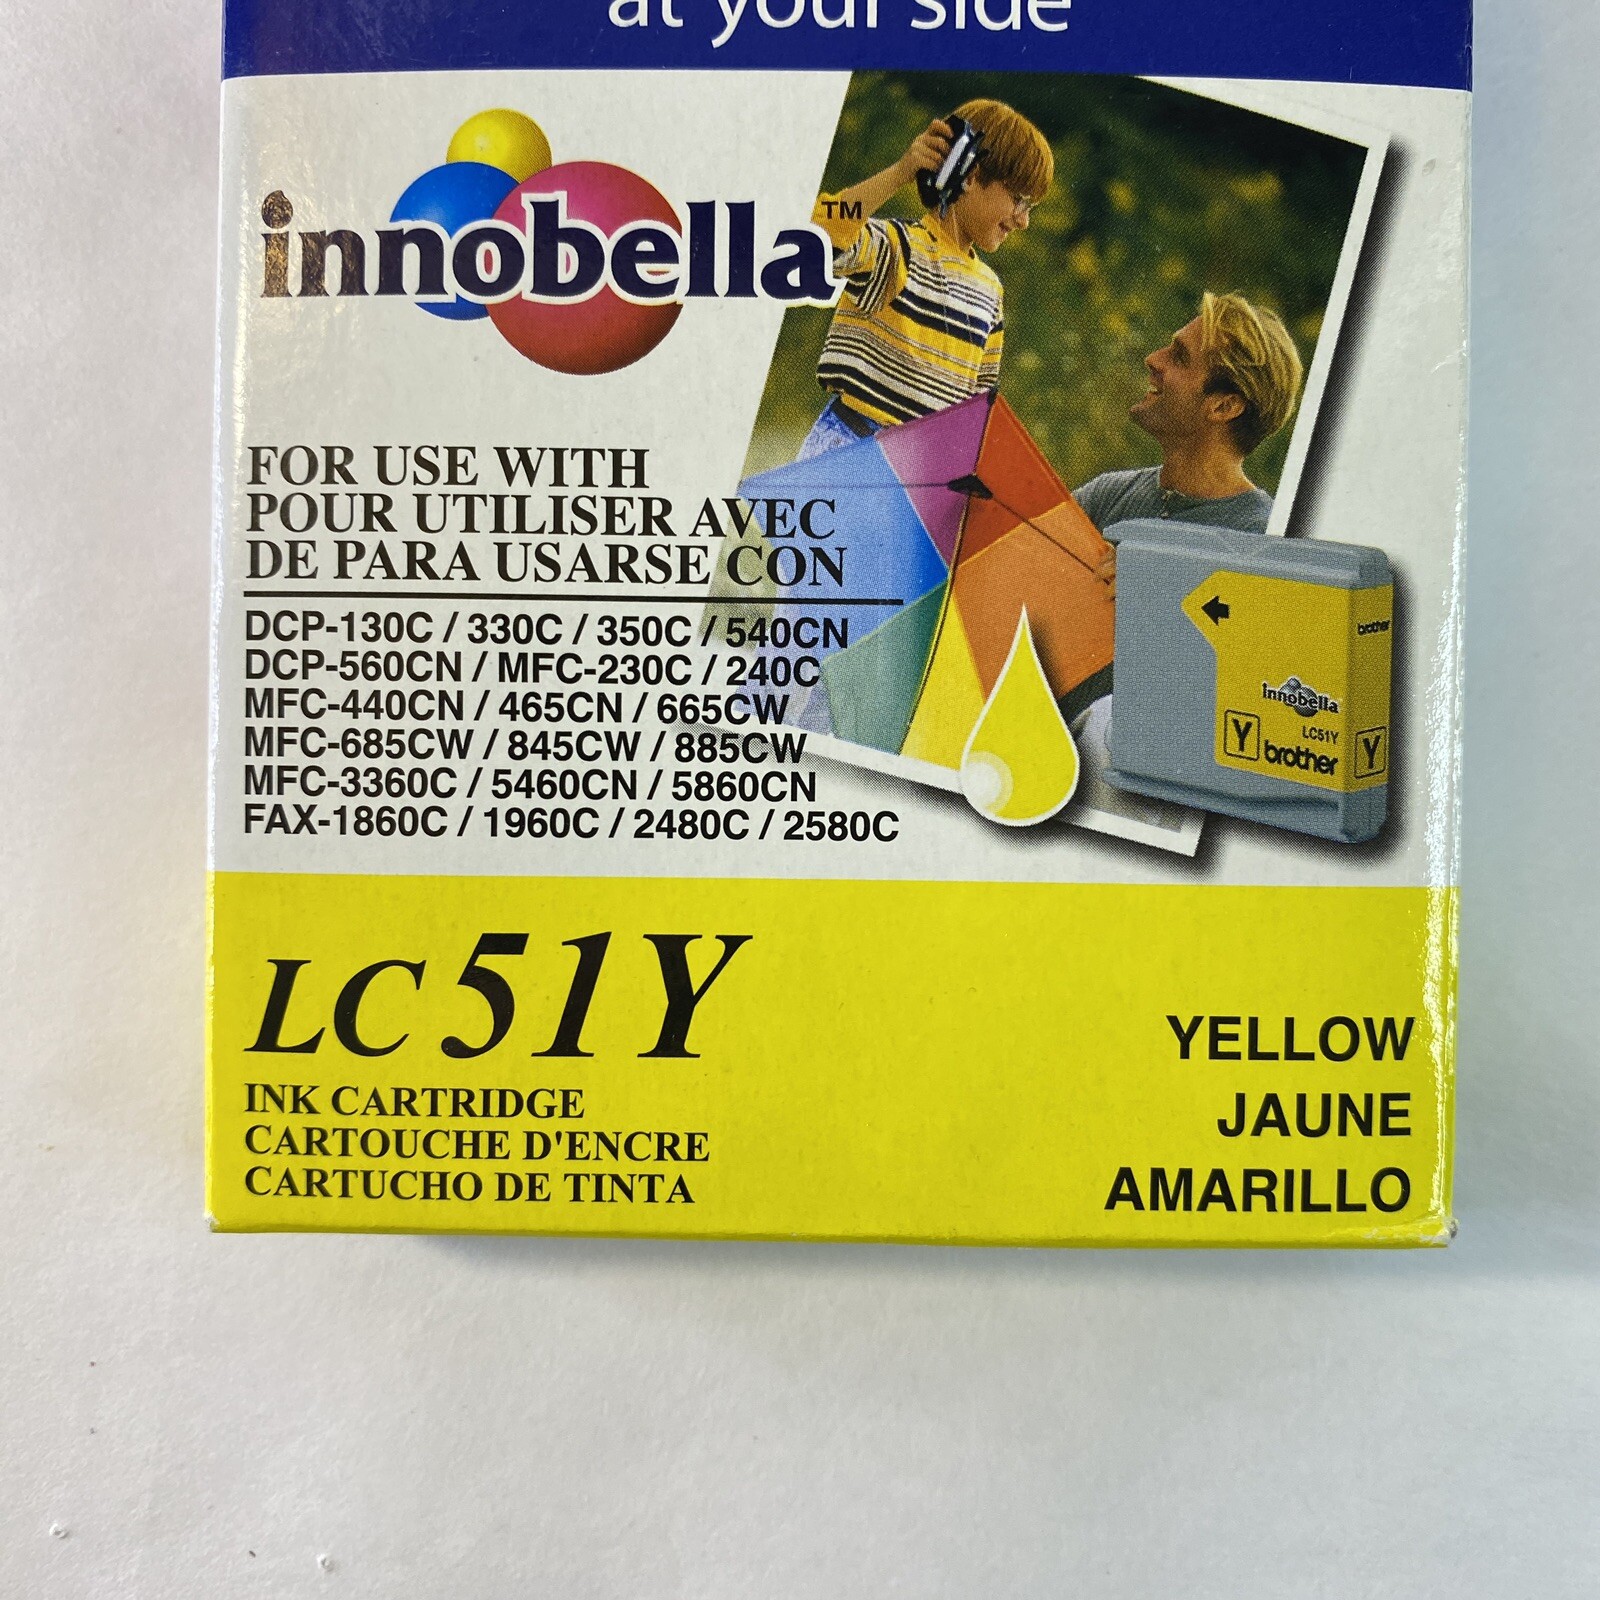 at your side
innobella™
FOR USE WITH
POUR UTILISER AVEC
DE PARA USARSE CON
DCP-130C / 330C / 350C / 540CN
DCP-560CN / MFC-230C / 240C
MFC-440CN / 465CN / 665CW
MFC-685CW / 845CW / 885CW
MFC-3360C / 5460CN / 5860CN
FAX-1860C / 1960C / 2480C / 2580C
brother
innobella
LC51Y
Y brother Y
LC51Y
INK CARTRIDGE
CARTOUCHE D'ENCRE
CARTUCHO DE TINTA
YELLOW
JAUNE
AMARILLO